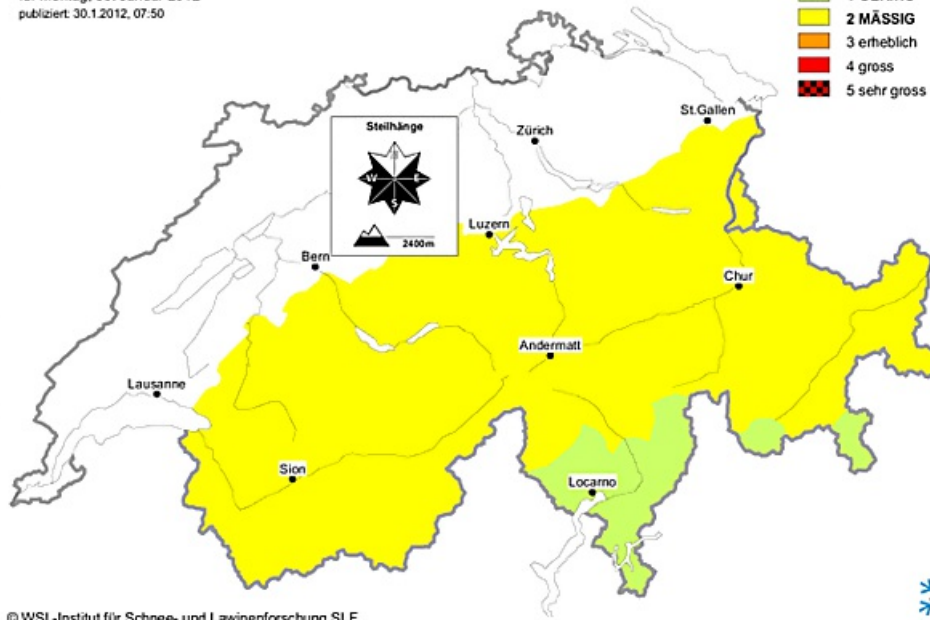 publiziert: 30.1.2012, 07:50
2 MÄSSIG
3 erheblich
4 gross
5 sehr gross
St.Gallen
Zürich
Steilhänge
W
E
S
2400m
Luzern
Bern
Chur
Andermatt
Lausanne
Sion
Locarno
© WSL-Institut für Schnee- und Lawinenforschung SLF